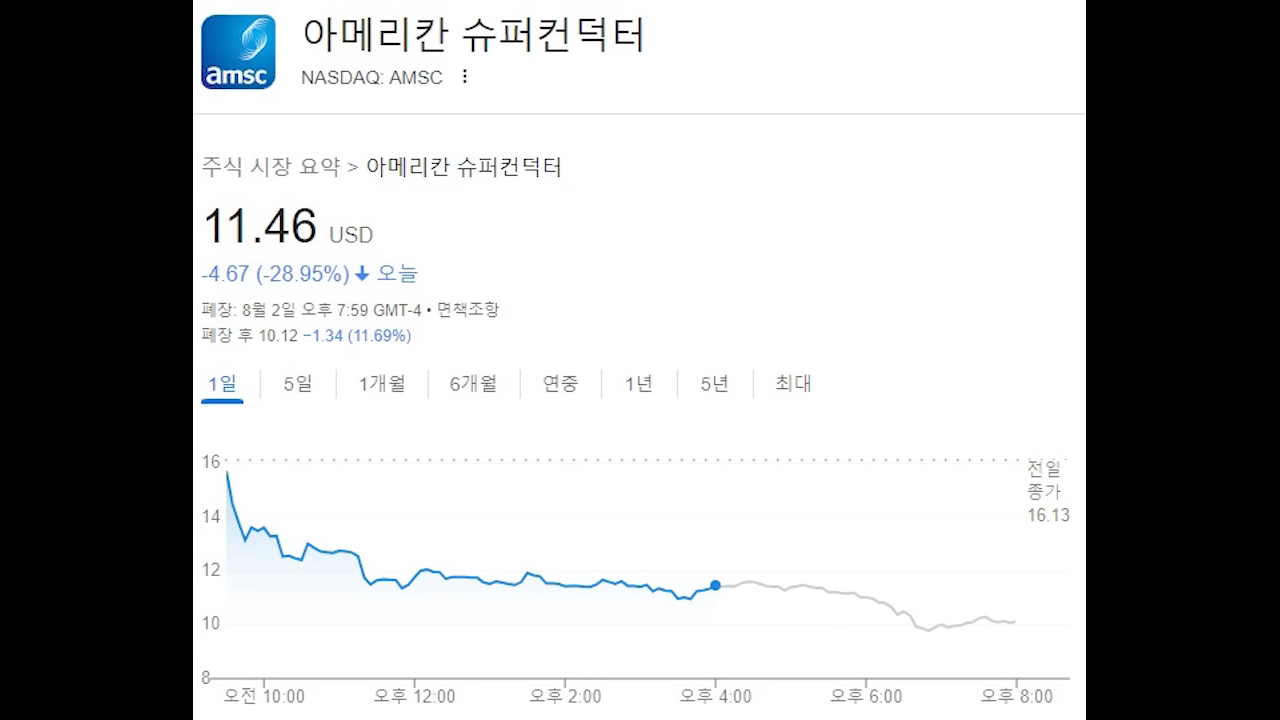 아메리칸 슈퍼컨덕터
amsc
NASDAQ: AMSC
주식 시장 요약 > 아메리칸 슈퍼컨덕터
11.46 USD
-4.67 (-28.95%) 오늘
폐장: 8월 2일 오후 7:59 GMT-4 • 면책조항
폐장 후 10.12 −1.34 (11.69%)
1일 5일 1개월 6개월 연중 1년 5년 최대
16
전일
종가
16.13
14
12
10
8
오전 10:00 오후 12:00 오후 2:00 오후 4:00 오후 6:00 오후 8:00